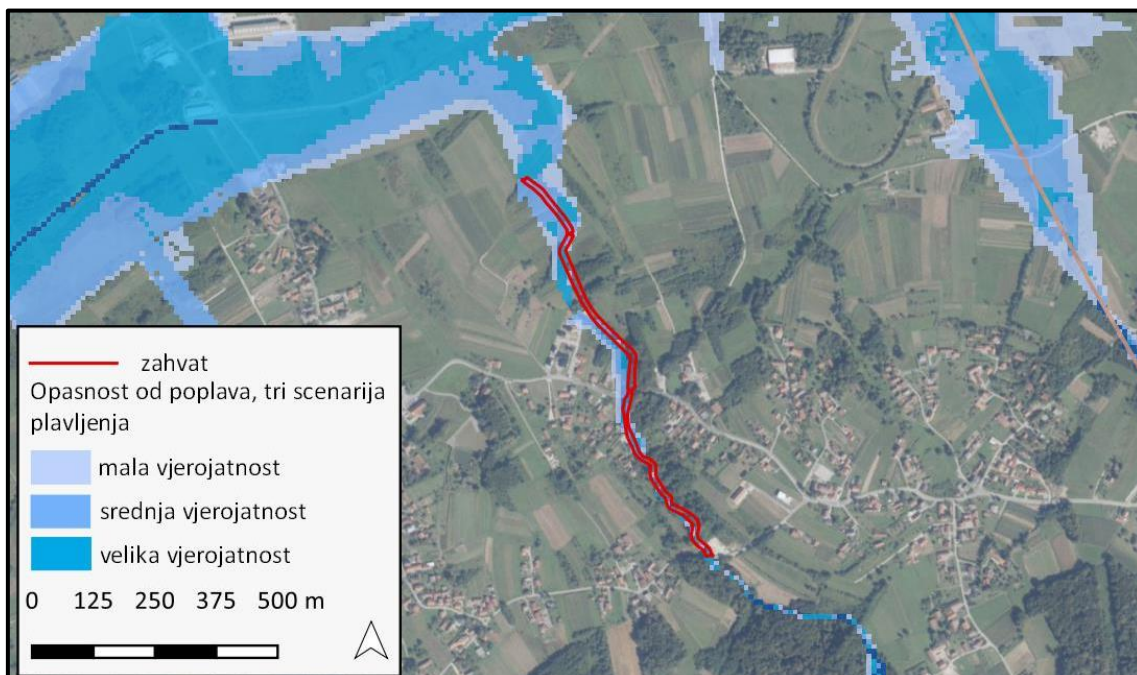 zahvat
Opasnost od poplava, tri scenarija
plavljenja
mala vjerojatnost
srednja vjerojatnost
velika vjerojatnost
0 125 250 375 500 m